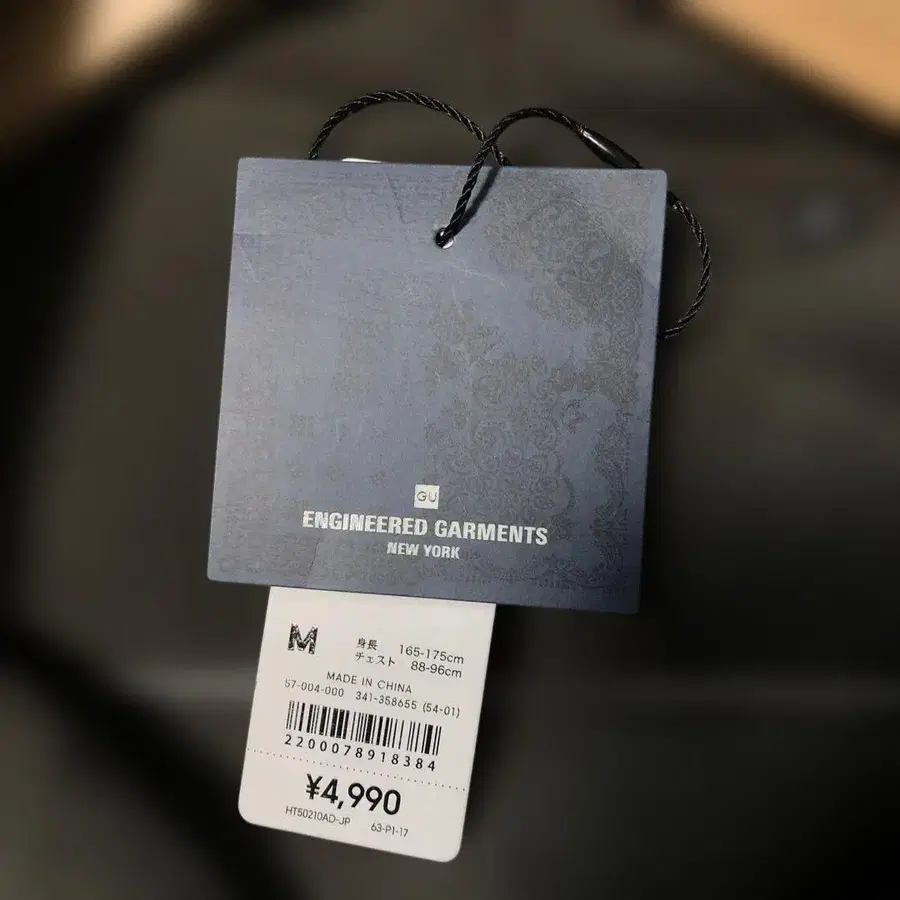 GU
ENGINEERED GARMENTS
NEW YORK
M
身長 165-175cm
チェスト 88-96cm
MADE IN CHINA
57-004-000 341-358655 (54-01)
2200078918384
¥4,990
HT50210AD-JP 63-P1-17